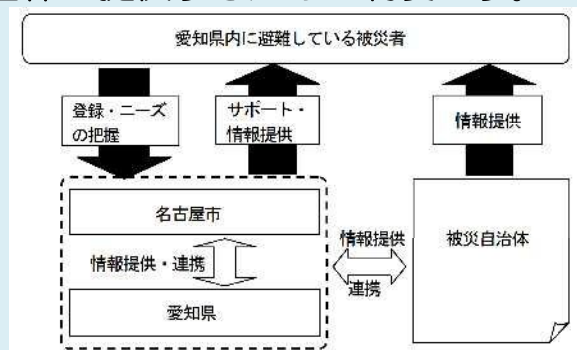 愛知県内に避難している被災者
登録・ニーズ
の把握
サポート・
情報提供
情報提供
名古屋市
情報提供・連携
愛知県
情報提供
連携
被災自治体